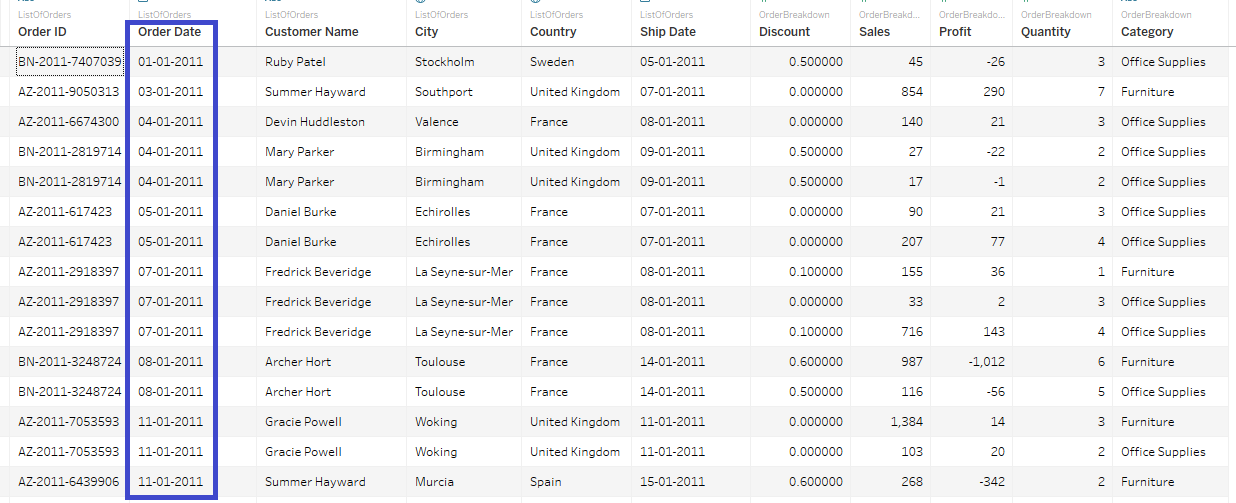 ListOfOrders ListOfOrders ListOfOrders ListOfOrders ListOfOrders ListOfOrders OrderBreakdown OrderBreakd... OrderBreakdo... OrderBreakdown OrderBreakdown
Order ID Order Date Customer Name City Country Ship Date Discount Sales Profit Quantity Category
BN-2011-7407039 01-01-2011 Ruby Patel Stockholm Sweden 05-01-2011 0.500000 45 -26 3 Office Supplies
AZ-2011-9050313 03-01-2011 Summer Hayward Southport United Kingdom 07-01-2011 0.000000 854 290 7 Furniture
AZ-2011-6674300 04-01-2011 Devin Huddleston Valence France 08-01-2011 0.000000 140 21 3 Office Supplies
BN-2011-2819714 04-01-2011 Mary Parker Birmingham United Kingdom 09-01-2011 0.500000 27 -22 2 Office Supplies
BN-2011-2819714 04-01-2011 Mary Parker Birmingham United Kingdom 09-01-2011 0.500000 17 -1 2 Office Supplies
AZ-2011-617423 05-01-2011 Daniel Burke Echirolles France 07-01-2011 0.000000 90 21 3 Office Supplies
AZ-2011-617423 05-01-2011 Daniel Burke Echirolles France 07-01-2011 0.000000 207 77 4 Office Supplies
AZ-2011-2918397 07-01-2011 Fredrick Beveridge La Seyne-sur-Mer France 08-01-2011 0.100000 155 36 1 Furniture
AZ-2011-2918397 07-01-2011 Fredrick Beveridge La Seyne-sur-Mer France 08-01-2011 0.000000 33 2 3 Office Supplies
AZ-2011-2918397 07-01-2011 Fredrick Beveridge La Seyne-sur-Mer France 08-01-2011 0.100000 716 143 4 Office Supplies
BN-2011-3248724 08-01-2011 Archer Hort Toulouse France 14-01-2011 0.600000 987 -1,012 6 Furniture
BN-2011-3248724 08-01-2011 Archer Hort Toulouse France 14-01-2011 0.500000 116 -56 5 Office Supplies
AZ-2011-7053593 11-01-2011 Gracie Powell Woking United Kingdom 11-01-2011 0.000000 1,384 14 3 Furniture
AZ-2011-7053593 11-01-2011 Gracie Powell Woking United Kingdom 11-01-2011 0.000000 103 20 2 Office Supplies
AZ-2011-6439906 11-01-2011 Summer Hayward Murcia Spain 15-01-2011 0.600000 268 -342 2 Furniture